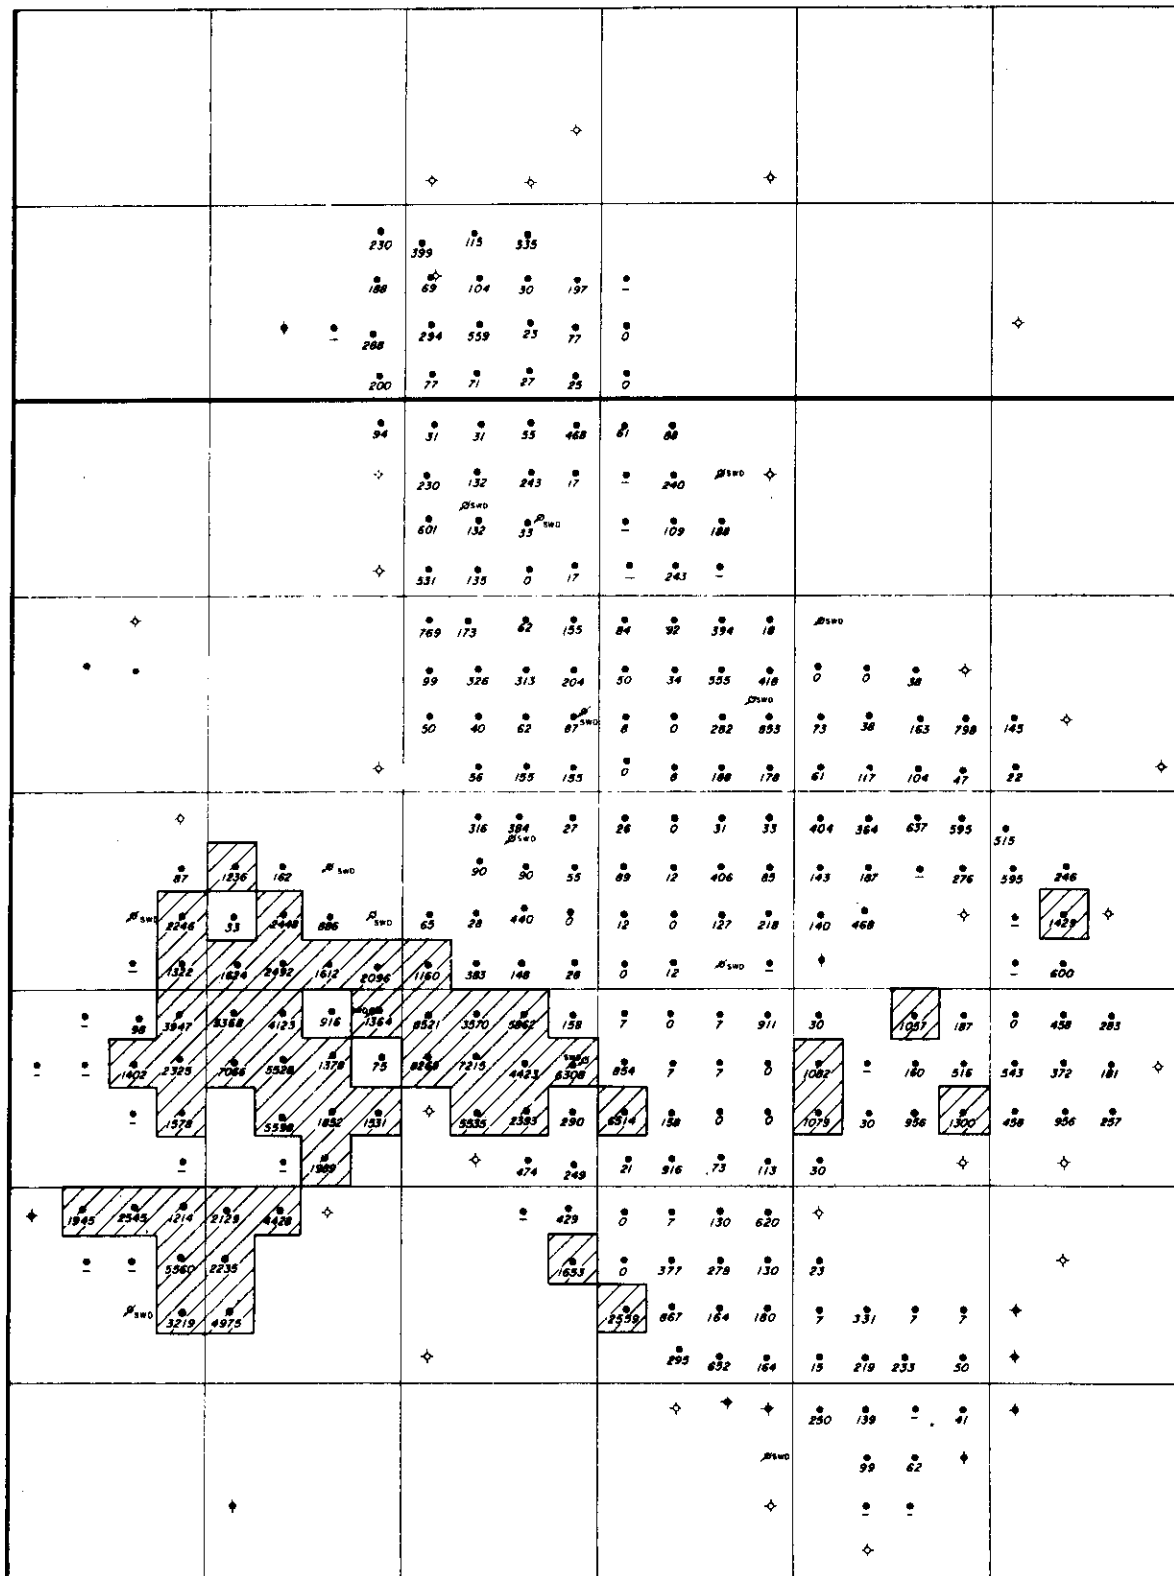 230 399 115 335
188 69 104 30 197 –
– 288 294 559 23 77 0
200 77 71 27 25 0
94 31 31 55 468 61 88
230 132 243 17 – 240 SWD
SWD
601 132 33 SWD – 109 188
531 135 0 17 – 243 –
769 173 62 155 84 92 394 18 SWD
99 326 313 204 50 34 555 418 0 0 38
SWD
50 40 62 87 SWD 8 0 282 855 73 38 163 798 145
56 155 155 0 8 188 178 61 117 104 47 22
316 384 27 26 0 31 33 404 364 637 595 515
SWD
87 1236 162 SWD 90 90 55 89 12 406 85 143 187 – 276 595 246
SWD 2246 33 2448 886 SWD 65 28 440 0 12 0 127 218 140 468 – 1429
– 1322 1624 2492 1612 2096 1160 383 148 28 0 12 SWD – – 600
– 98 3947 8368 4123 916 SWD 1364 8521 3570 5862 158 7 0 7 911 30 1057 187 0 458 285
– – 1402 2325 7066 5528 1378 75 8268 7215 4423 SWD 6308 854 7 7 0 1082 – 160 516 543 372 181
– 1578 5598 1852 1531 5535 2393 290 6514 158 0 0 1079 30 956 1300 458 956 257
– – 1989 474 249 21 916 73 113 30
1945 2545 1214 2129 4428 – 429 0 7 130 620
– – 5560 2235 1653 0 377 278 130 23
SWD 3219 4975 2559 867 164 180 7 331 7 7
295 652 164 15 219 233 50
250 139 – 41
SWD 99 62
– –